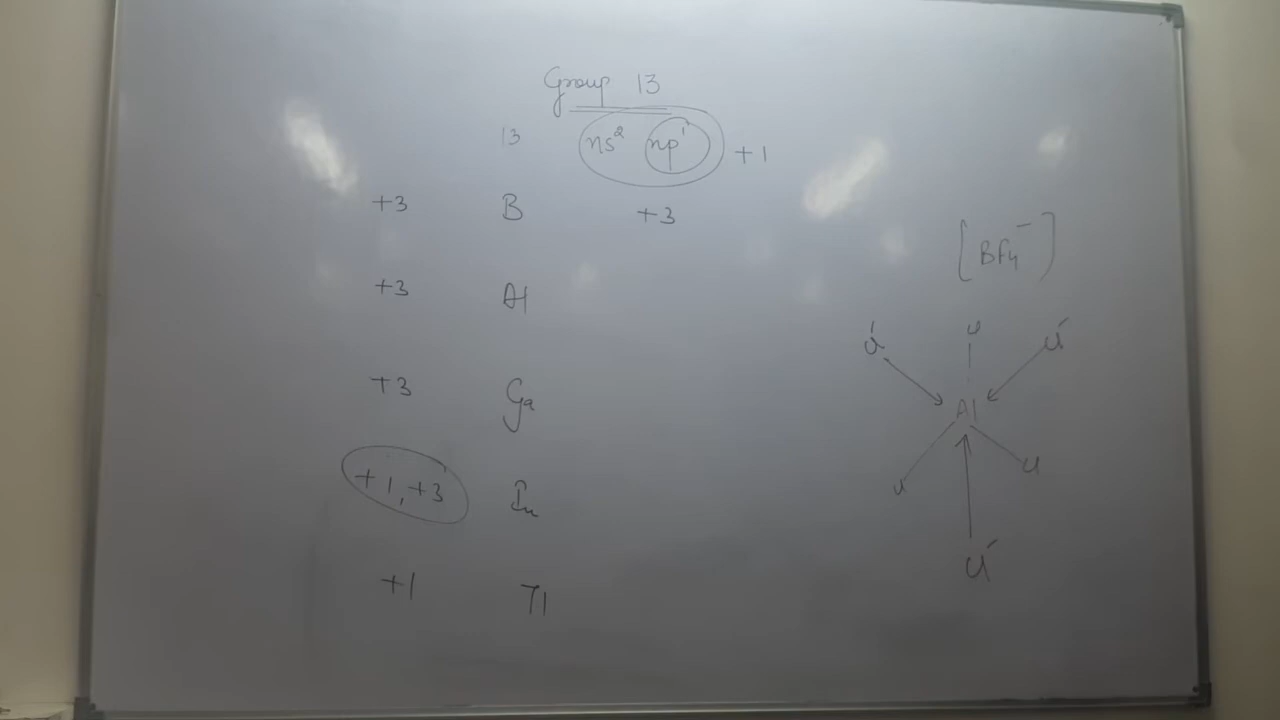 Group 13
13 ns² np¹ +1
+3 B +3
+3 Al
+3 Ga
+1, +3 In
+1 Tl
[BF₄⁻]
Cl⁻ Cl Cl⁻
Al
Cl Cl
Cl⁻